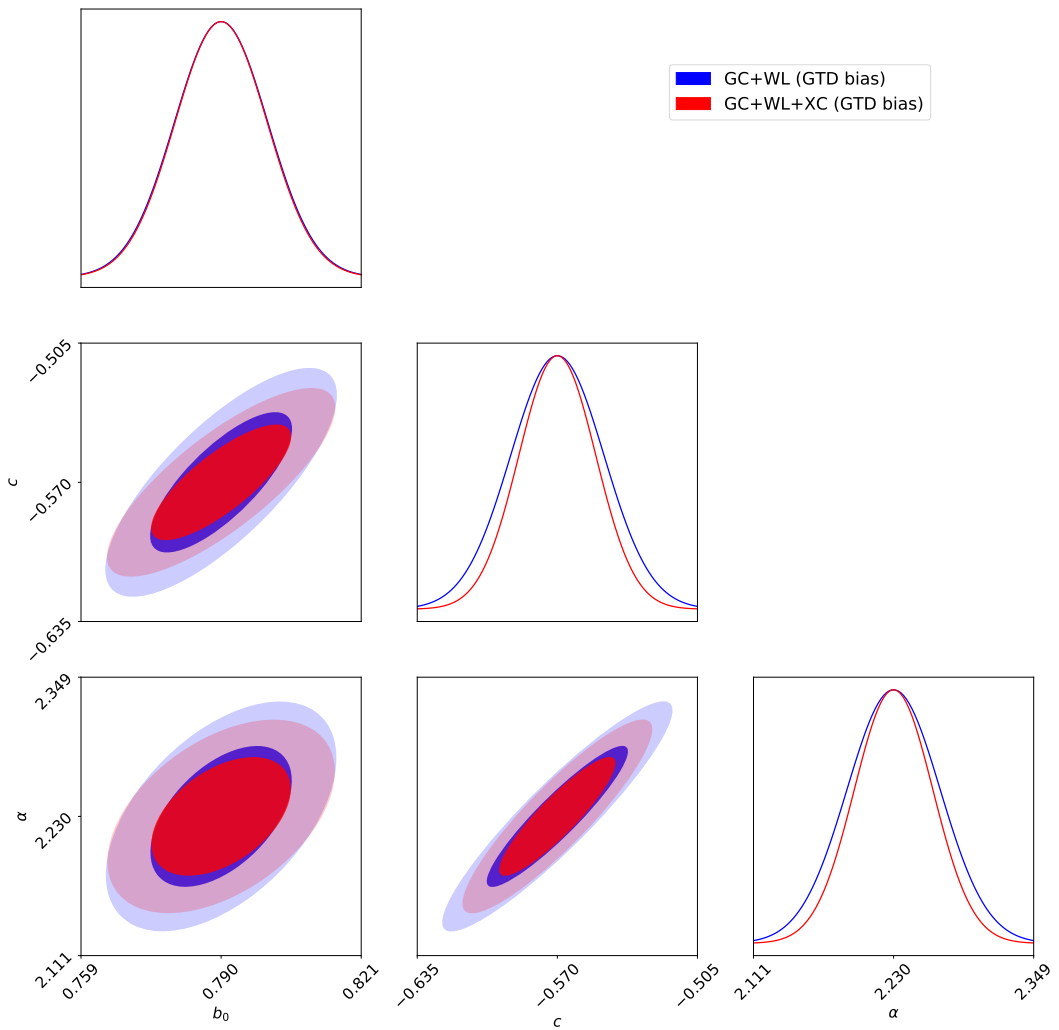 GC+WL (GTD bias)
GC+WL+XC (GTD bias)
−0.505
−0.570
−0.635
c
2.349
2.230
2.111
α
0.759
0.790
0.821
b₀
−0.635
−0.570
−0.505
c
2.111
2.230
2.349
α